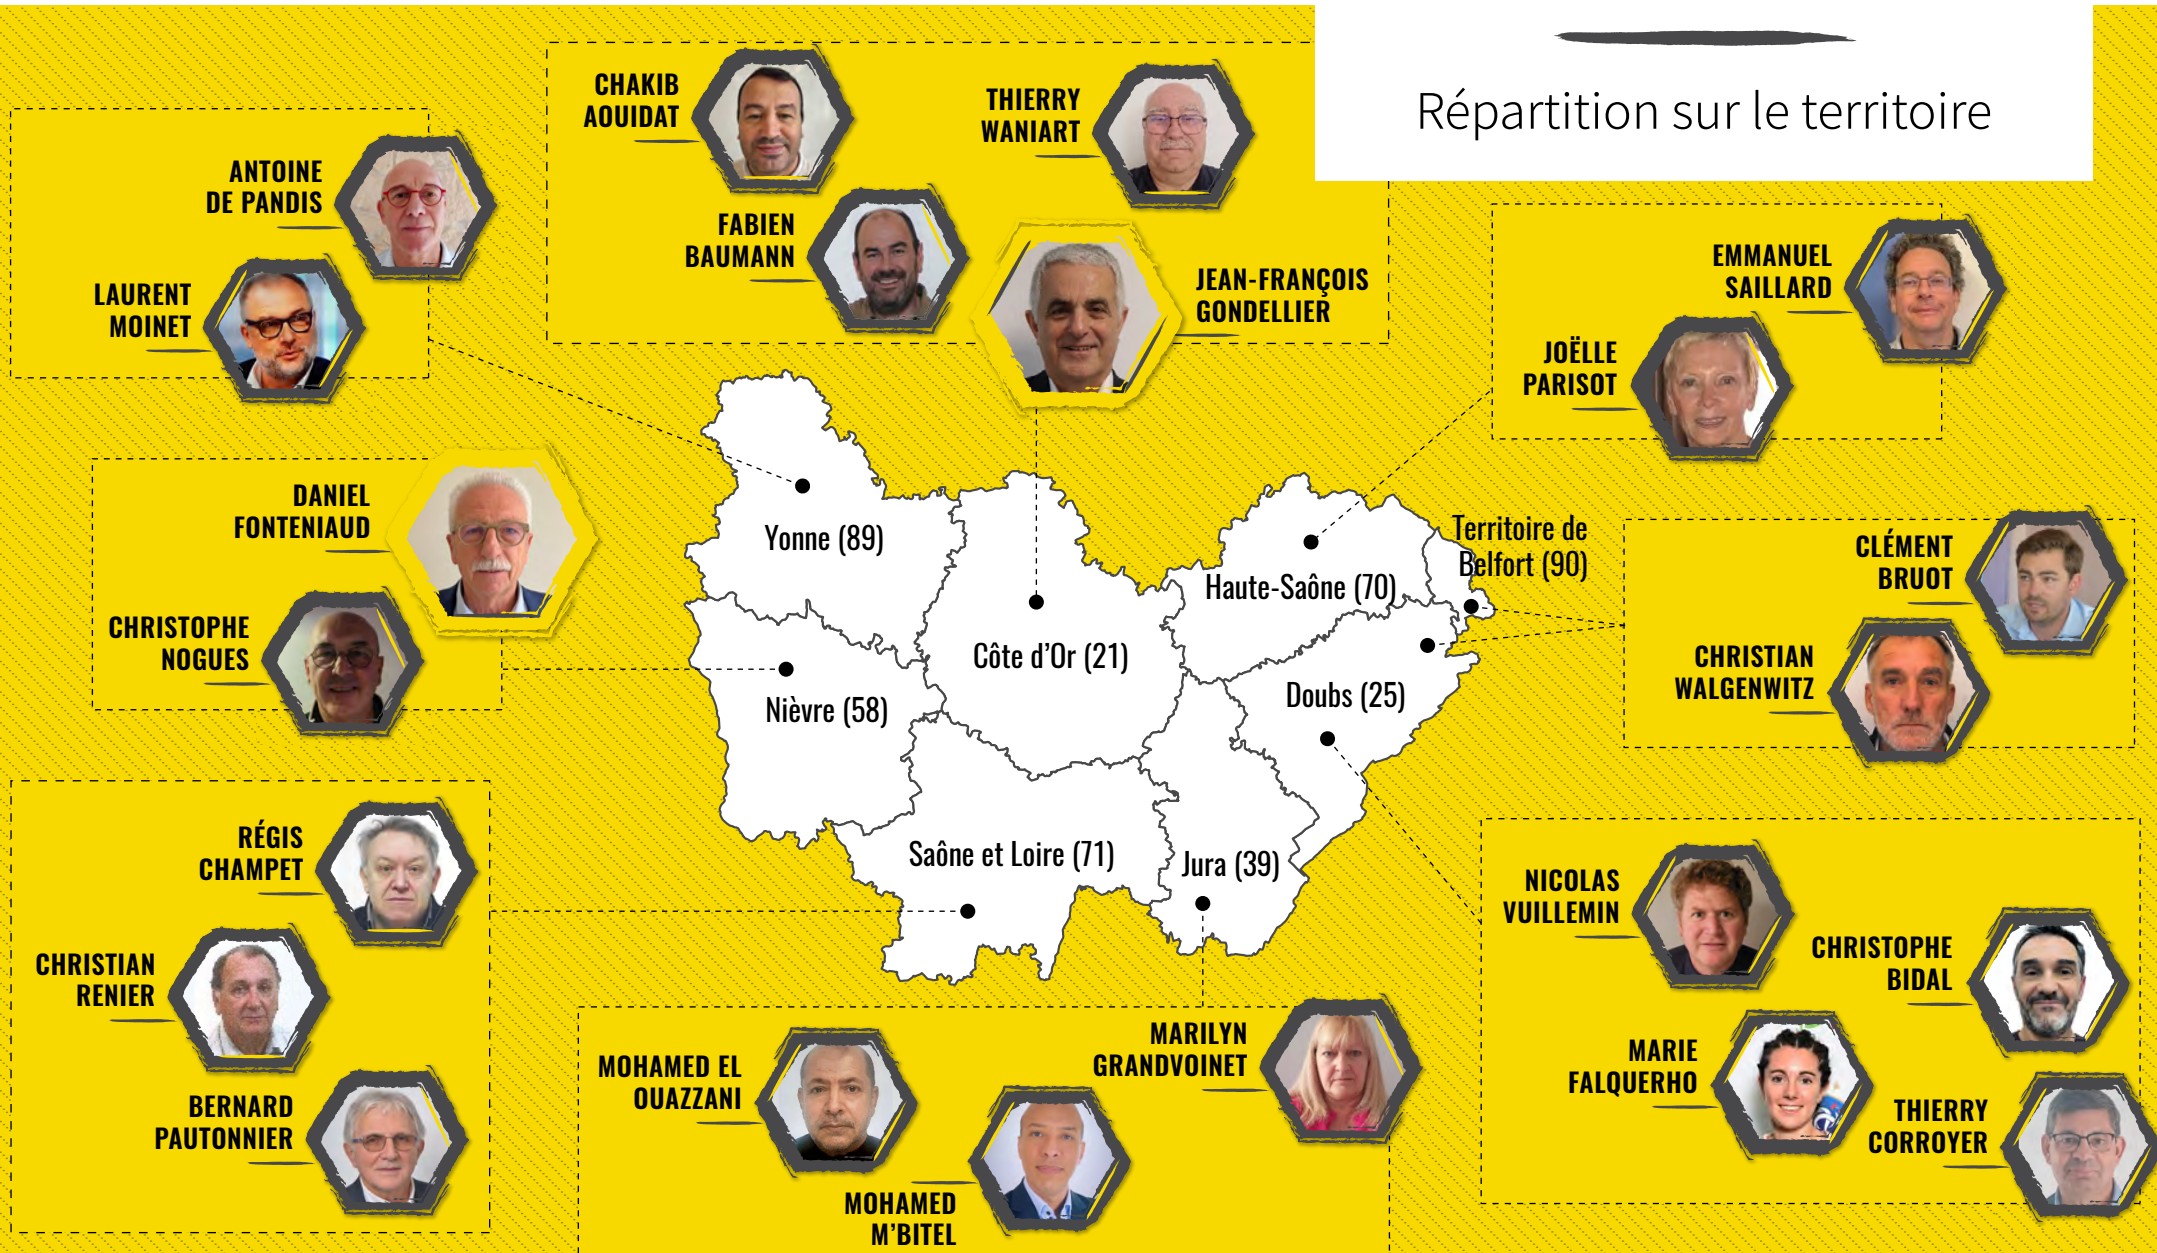 Répartition sur le territoire
CHAKIB
AOUIDAT
THIERRY
WANIART
FABIEN
BAUMANN
JEAN-FRANÇOIS
GONDELLIER
ANTOINE
DE PANDIS
LAURENT
MOINET
EMMANUEL
SAILLARD
JOËLLE
PARISOT
DANIEL
FONTENIAUD
CHRISTOPHE
NOGUES
Yonne (89)
Côte d'Or (21)
Haute-Saône (70)
Territoire de
Belfort (90)
Nièvre (58)
Doubs (25)
Saône et Loire (71)
Jura (39)
CLÉMENT
BRUOT
CHRISTIAN
WALGENWITZ
RÉGIS
CHAMPET
CHRISTIAN
RENIER
BERNARD
PAUTONNIER
MOHAMED EL
OUAZZANI
MOHAMED
M'BITEL
MARILYN
GRANDVOINET
NICOLAS
VUILLEMIN
CHRISTOPHE
BIDAL
MARIE
FALQUERHO
THIERRY
CORROYER